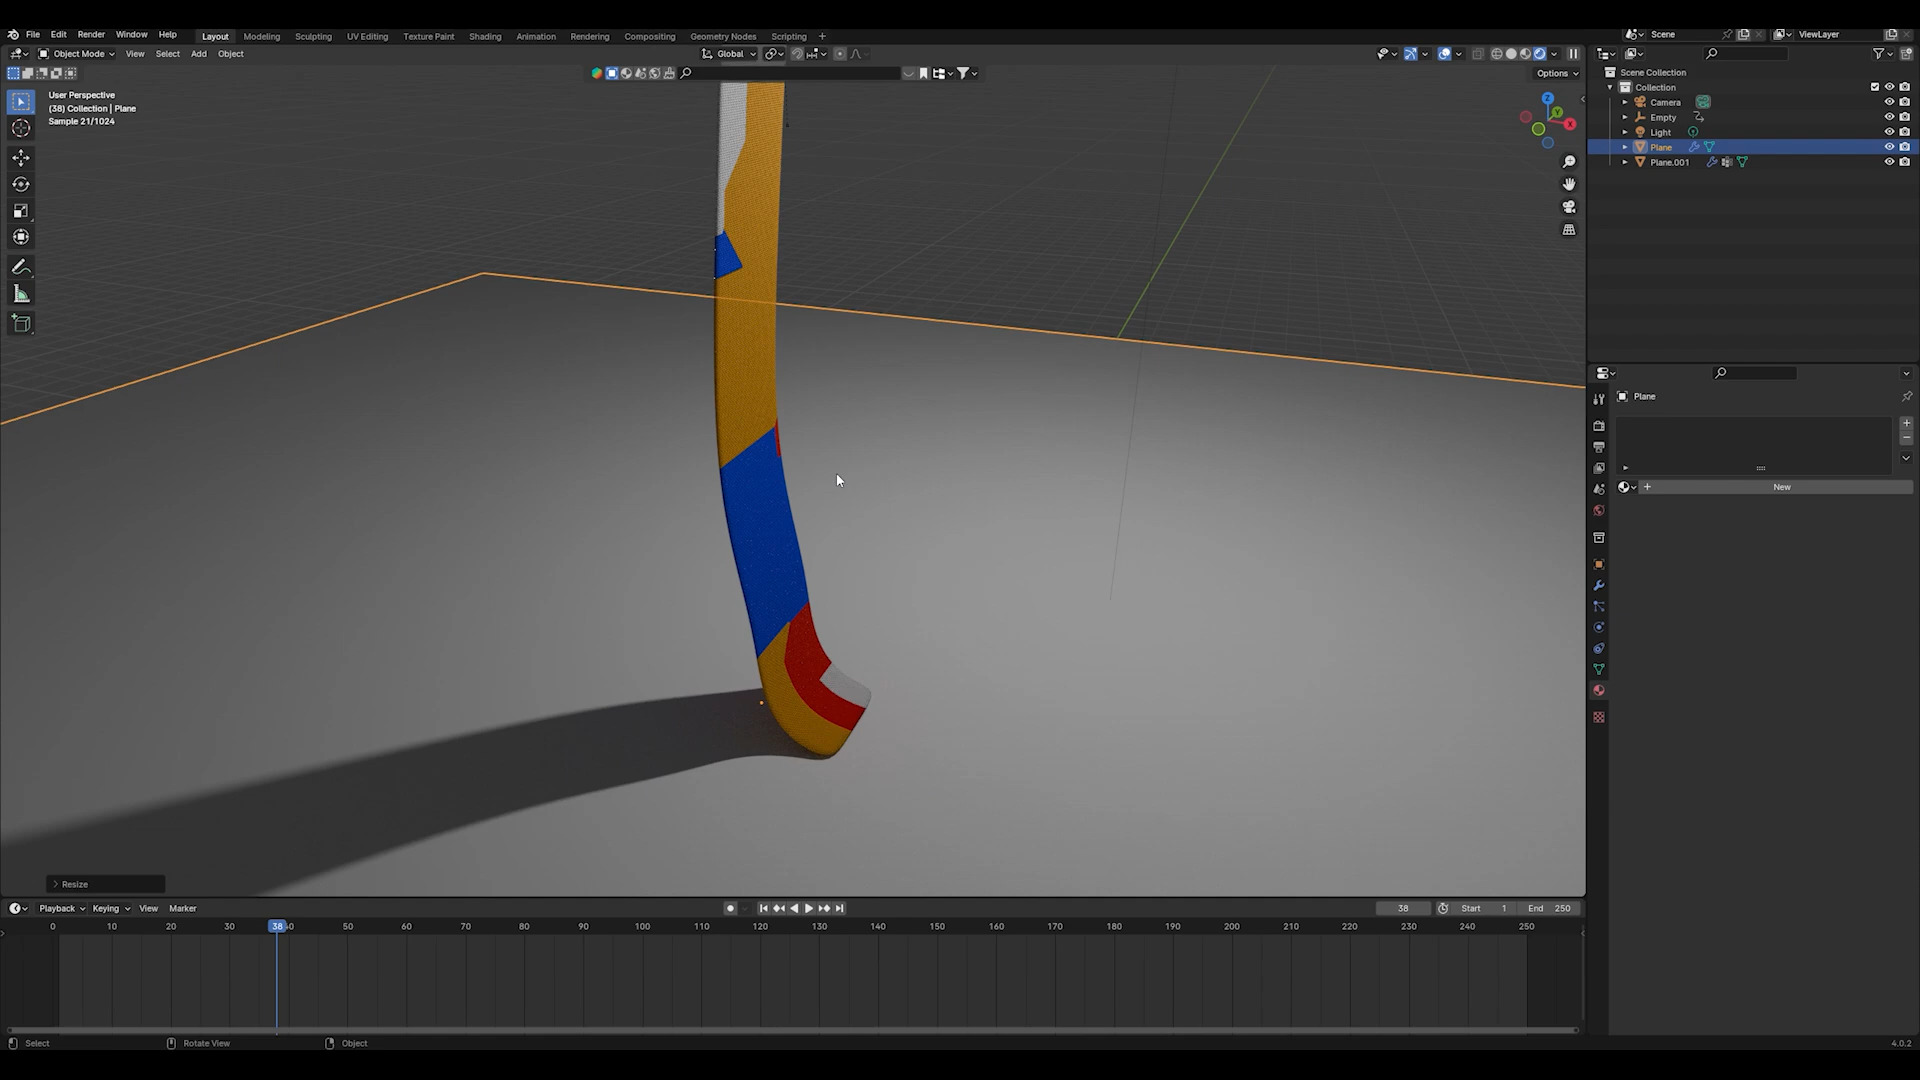 File Edit Render Window Help Layout Modeling Sculpting UV Editing Texture Paint Shading Animation Rendering Compositing Geometry Nodes Scripting + Scene ViewLayer
Object Mode View Select Add Object Global
Options
User Perspective
(38) Collection | Plane
Sample 21/1024
Scene Collection
Collection
Camera
Empty
Light
Plane
Plane.001
Z
Y
X
Plane
New
Resize
Playback Keying View Marker 38 Start 1 End 250
0 10 20 30 38 40 50 60 70 80 90 100 110 120 130 140 150 160 170 180 190 200 210 220 230 240 250
Select Rotate View Object 4.0.2